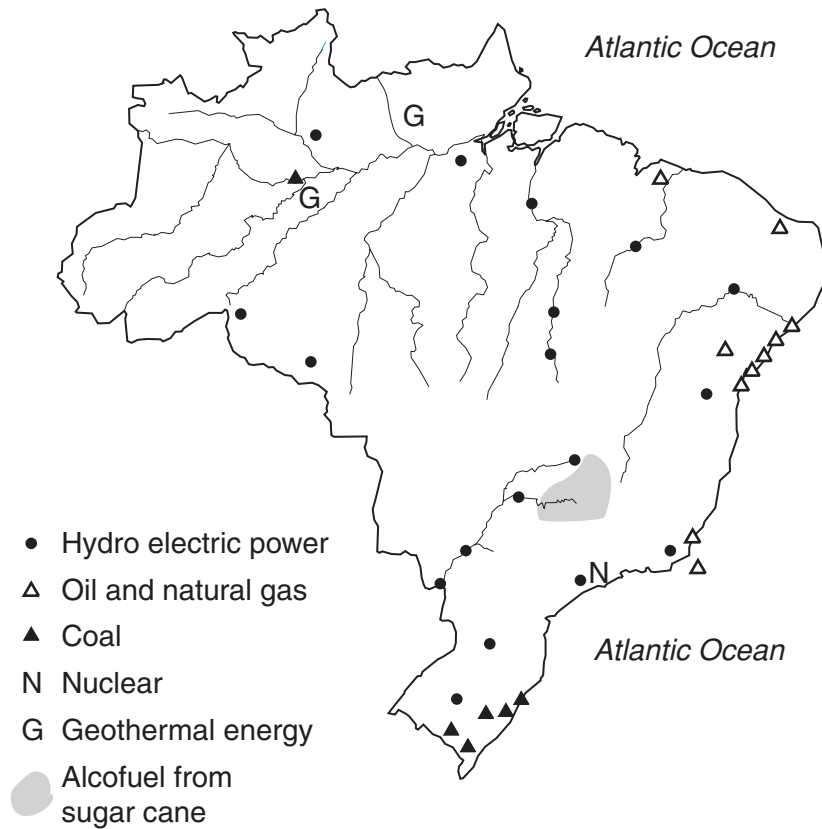 Atlantic Ocean
G
G
N
Atlantic Ocean
Hydro electric power
Oil and natural gas
Coal
N Nuclear
G Geothermal energy
Alcofuel from
sugar cane